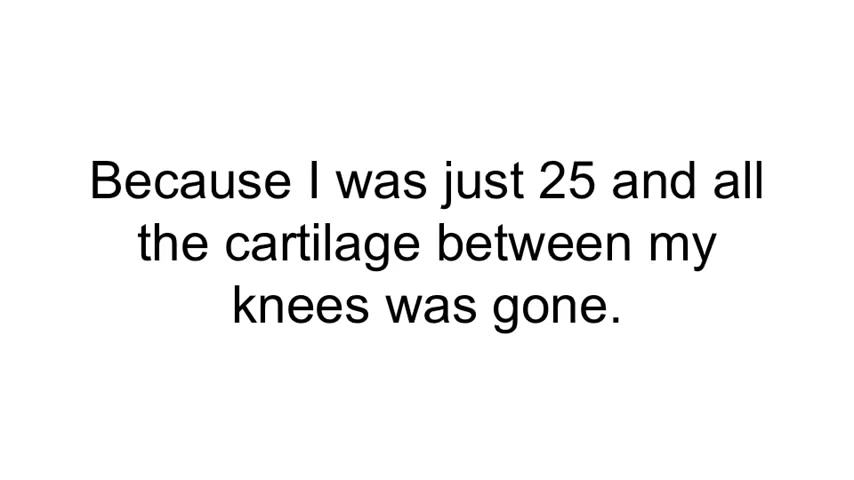 Because I was just 25 and all
the cartilage between my
knees was gone.